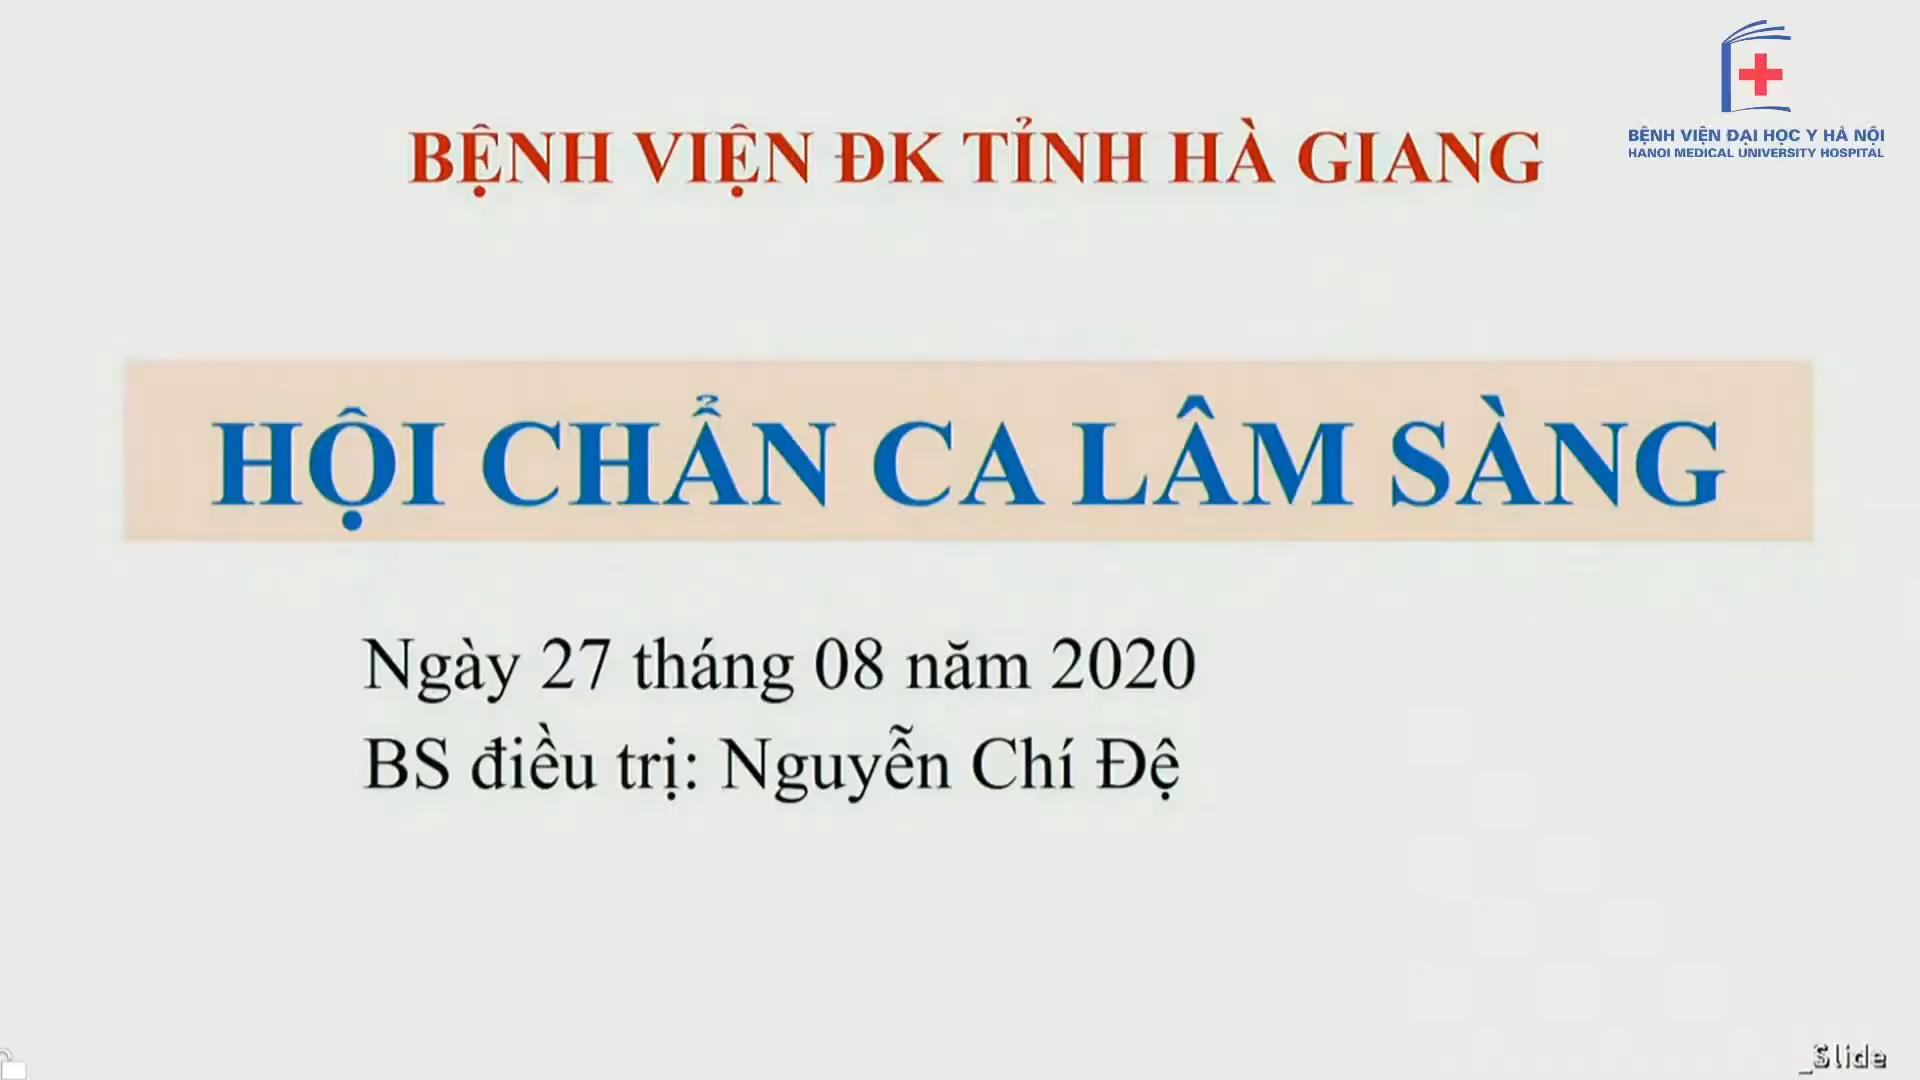 BỆNH VIỆN ĐẠI HỌC Y HÀ NỘI
HANOI MEDICAL UNIVERSITY HOSPITAL
BỆNH VIỆN ĐK TỈNH HÀ GIANG
HỘI CHẨN CA LÂM SÀNG
Ngày 27 tháng 08 năm 2020
BS điều trị: Nguyễn Chí Đệ
_Slide